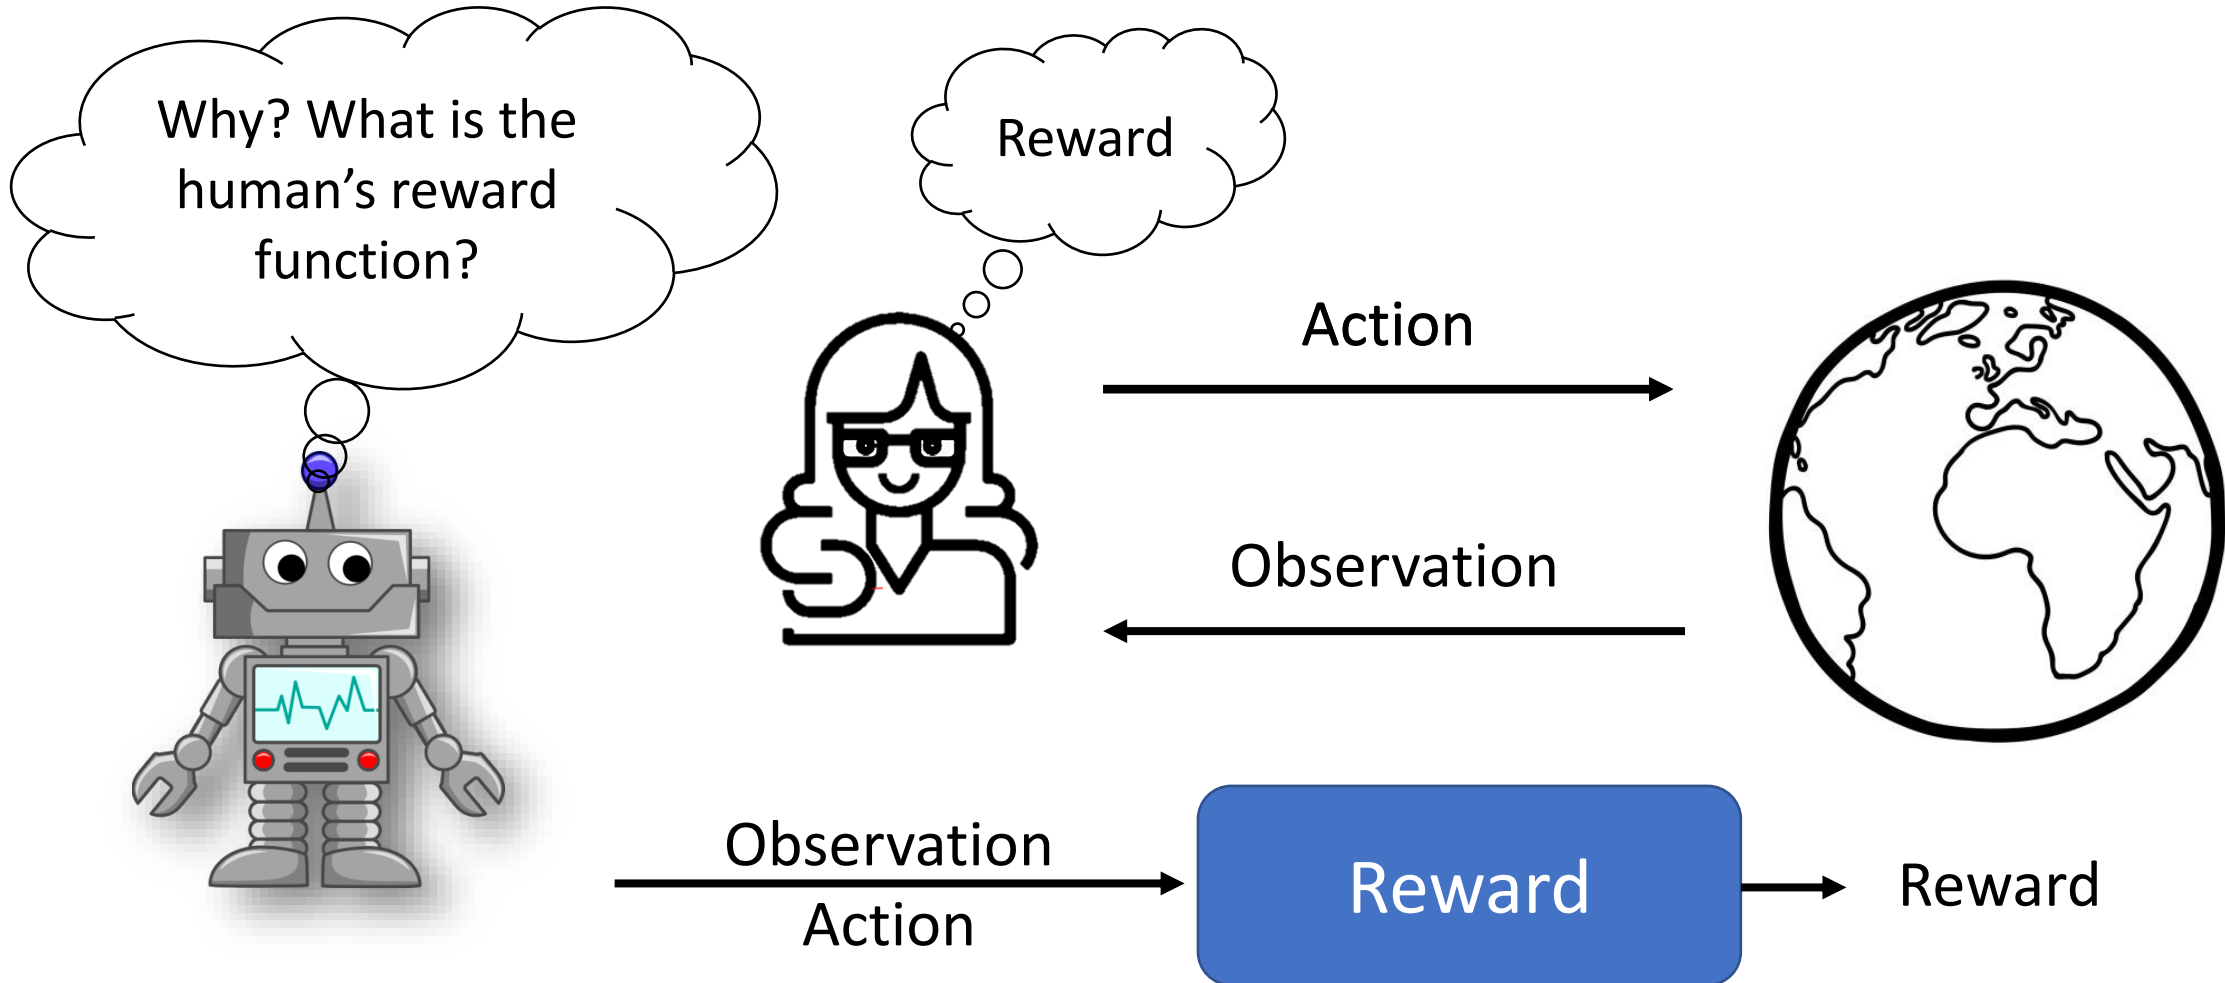 Why? What is the
human’s reward
function?
Reward
Action
Observation
Observation
Action
Reward
Reward